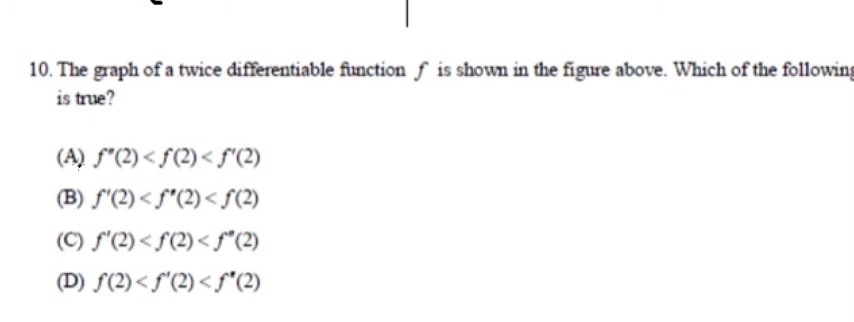 10. The graph of a twice differentiable function f is shown in the figure above. Which of the following
is true?
(A) f"(2) < f(2) < f'(2)
(B) f'(2) < f"(2) < f(2)
(C) f'(2) < f(2) < f"(2)
(D) f(2) < f'(2) < f"(2)